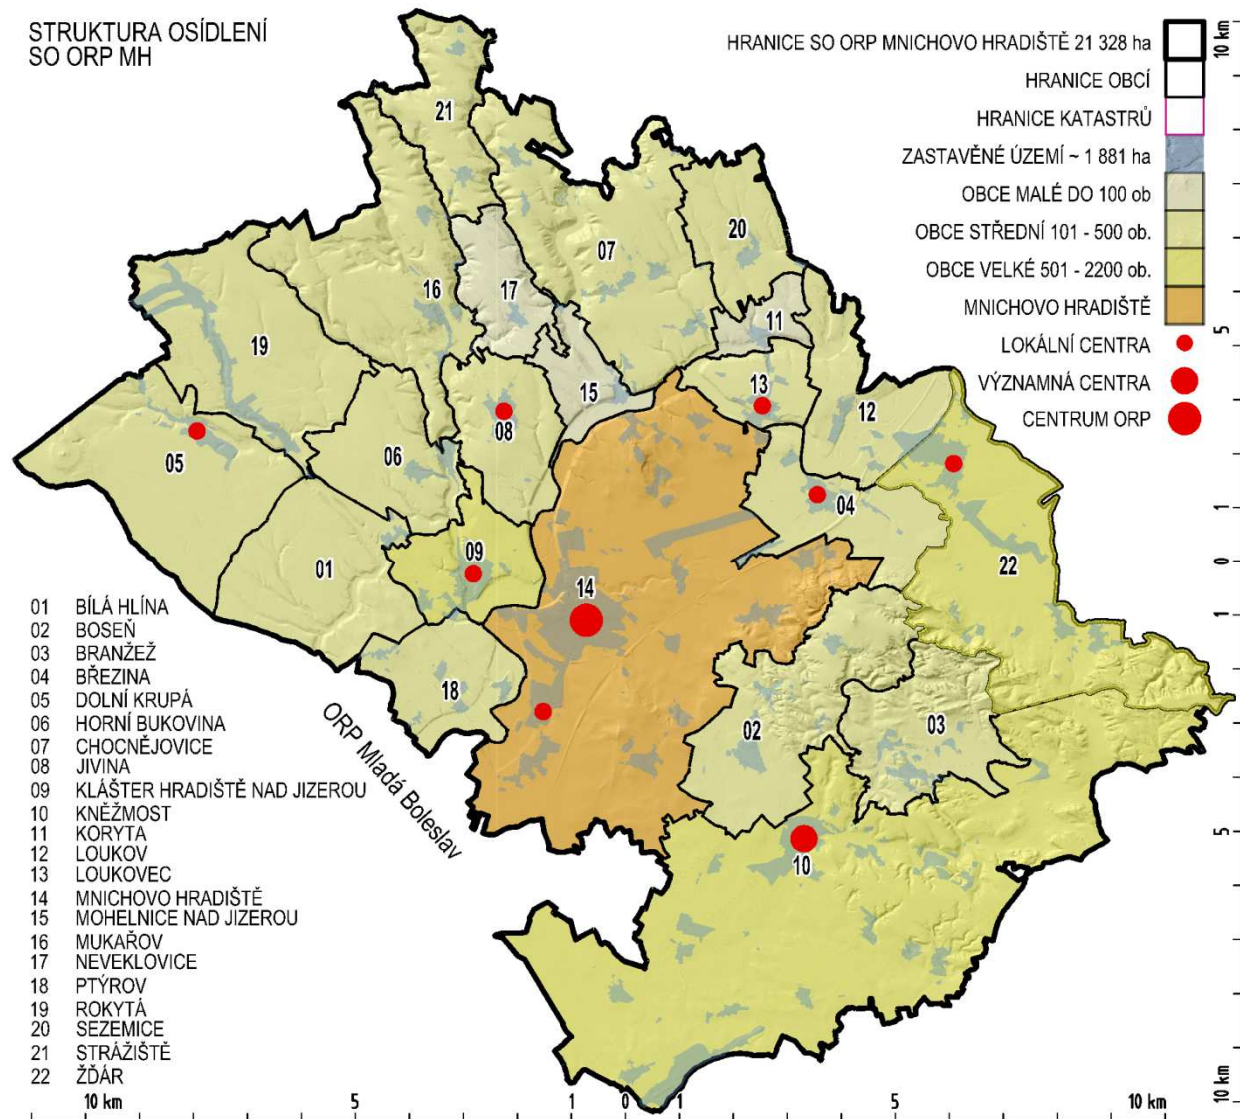 STRUKTURA OSÍDLENÍ
SO ORP MH
HRANICE SO ORP MNICHOVO HRADIŠTĚ 21 328 ha
HRANICE OBCÍ
HRANICE KATASTRŮ
ZASTAVĚNÉ ÚZEMÍ ~ 1 881 ha
OBCE MALÉ DO 100 ob
OBCE STŘEDNÍ 101 - 500 ob.
OBCE VELKÉ 501 - 2200 ob.
MNICHOVO HRADIŠTĚ
LOKÁLNÍ CENTRA
VÝZNAMNÁ CENTRA
CENTRUM ORP
10 km
5
1
0
1
5
10 km
21
20
07
16
17
11
19
15
13
12
08
05
06
04
09
01
22
14
18
02
03
10
ORP Mladá Boleslav
01 BÍLÁ HLÍNA
02 BOSEŇ
03 BRANŽEŽ
04 BŘEZINA
05 DOLNÍ KRUPÁ
06 HORNÍ BUKOVINA
07 CHOCNĚJOVICE
08 JIVINA
09 KLÁŠTER HRADIŠTĚ NAD JIZEROU
10 KNĚŽMOST
11 KORYTA
12 LOUKOV
13 LOUKOVEC
14 MNICHOVO HRADIŠTĚ
15 MOHELNICE NAD JIZEROU
16 MUKAŘOV
17 NEVEKLOVICE
18 PTÝROV
19 ROKYTÁ
20 SEZEMICE
21 STRÁŽIŠTĚ
22 ŽĎÁR
10 km 5 1 0 1 5 10 km